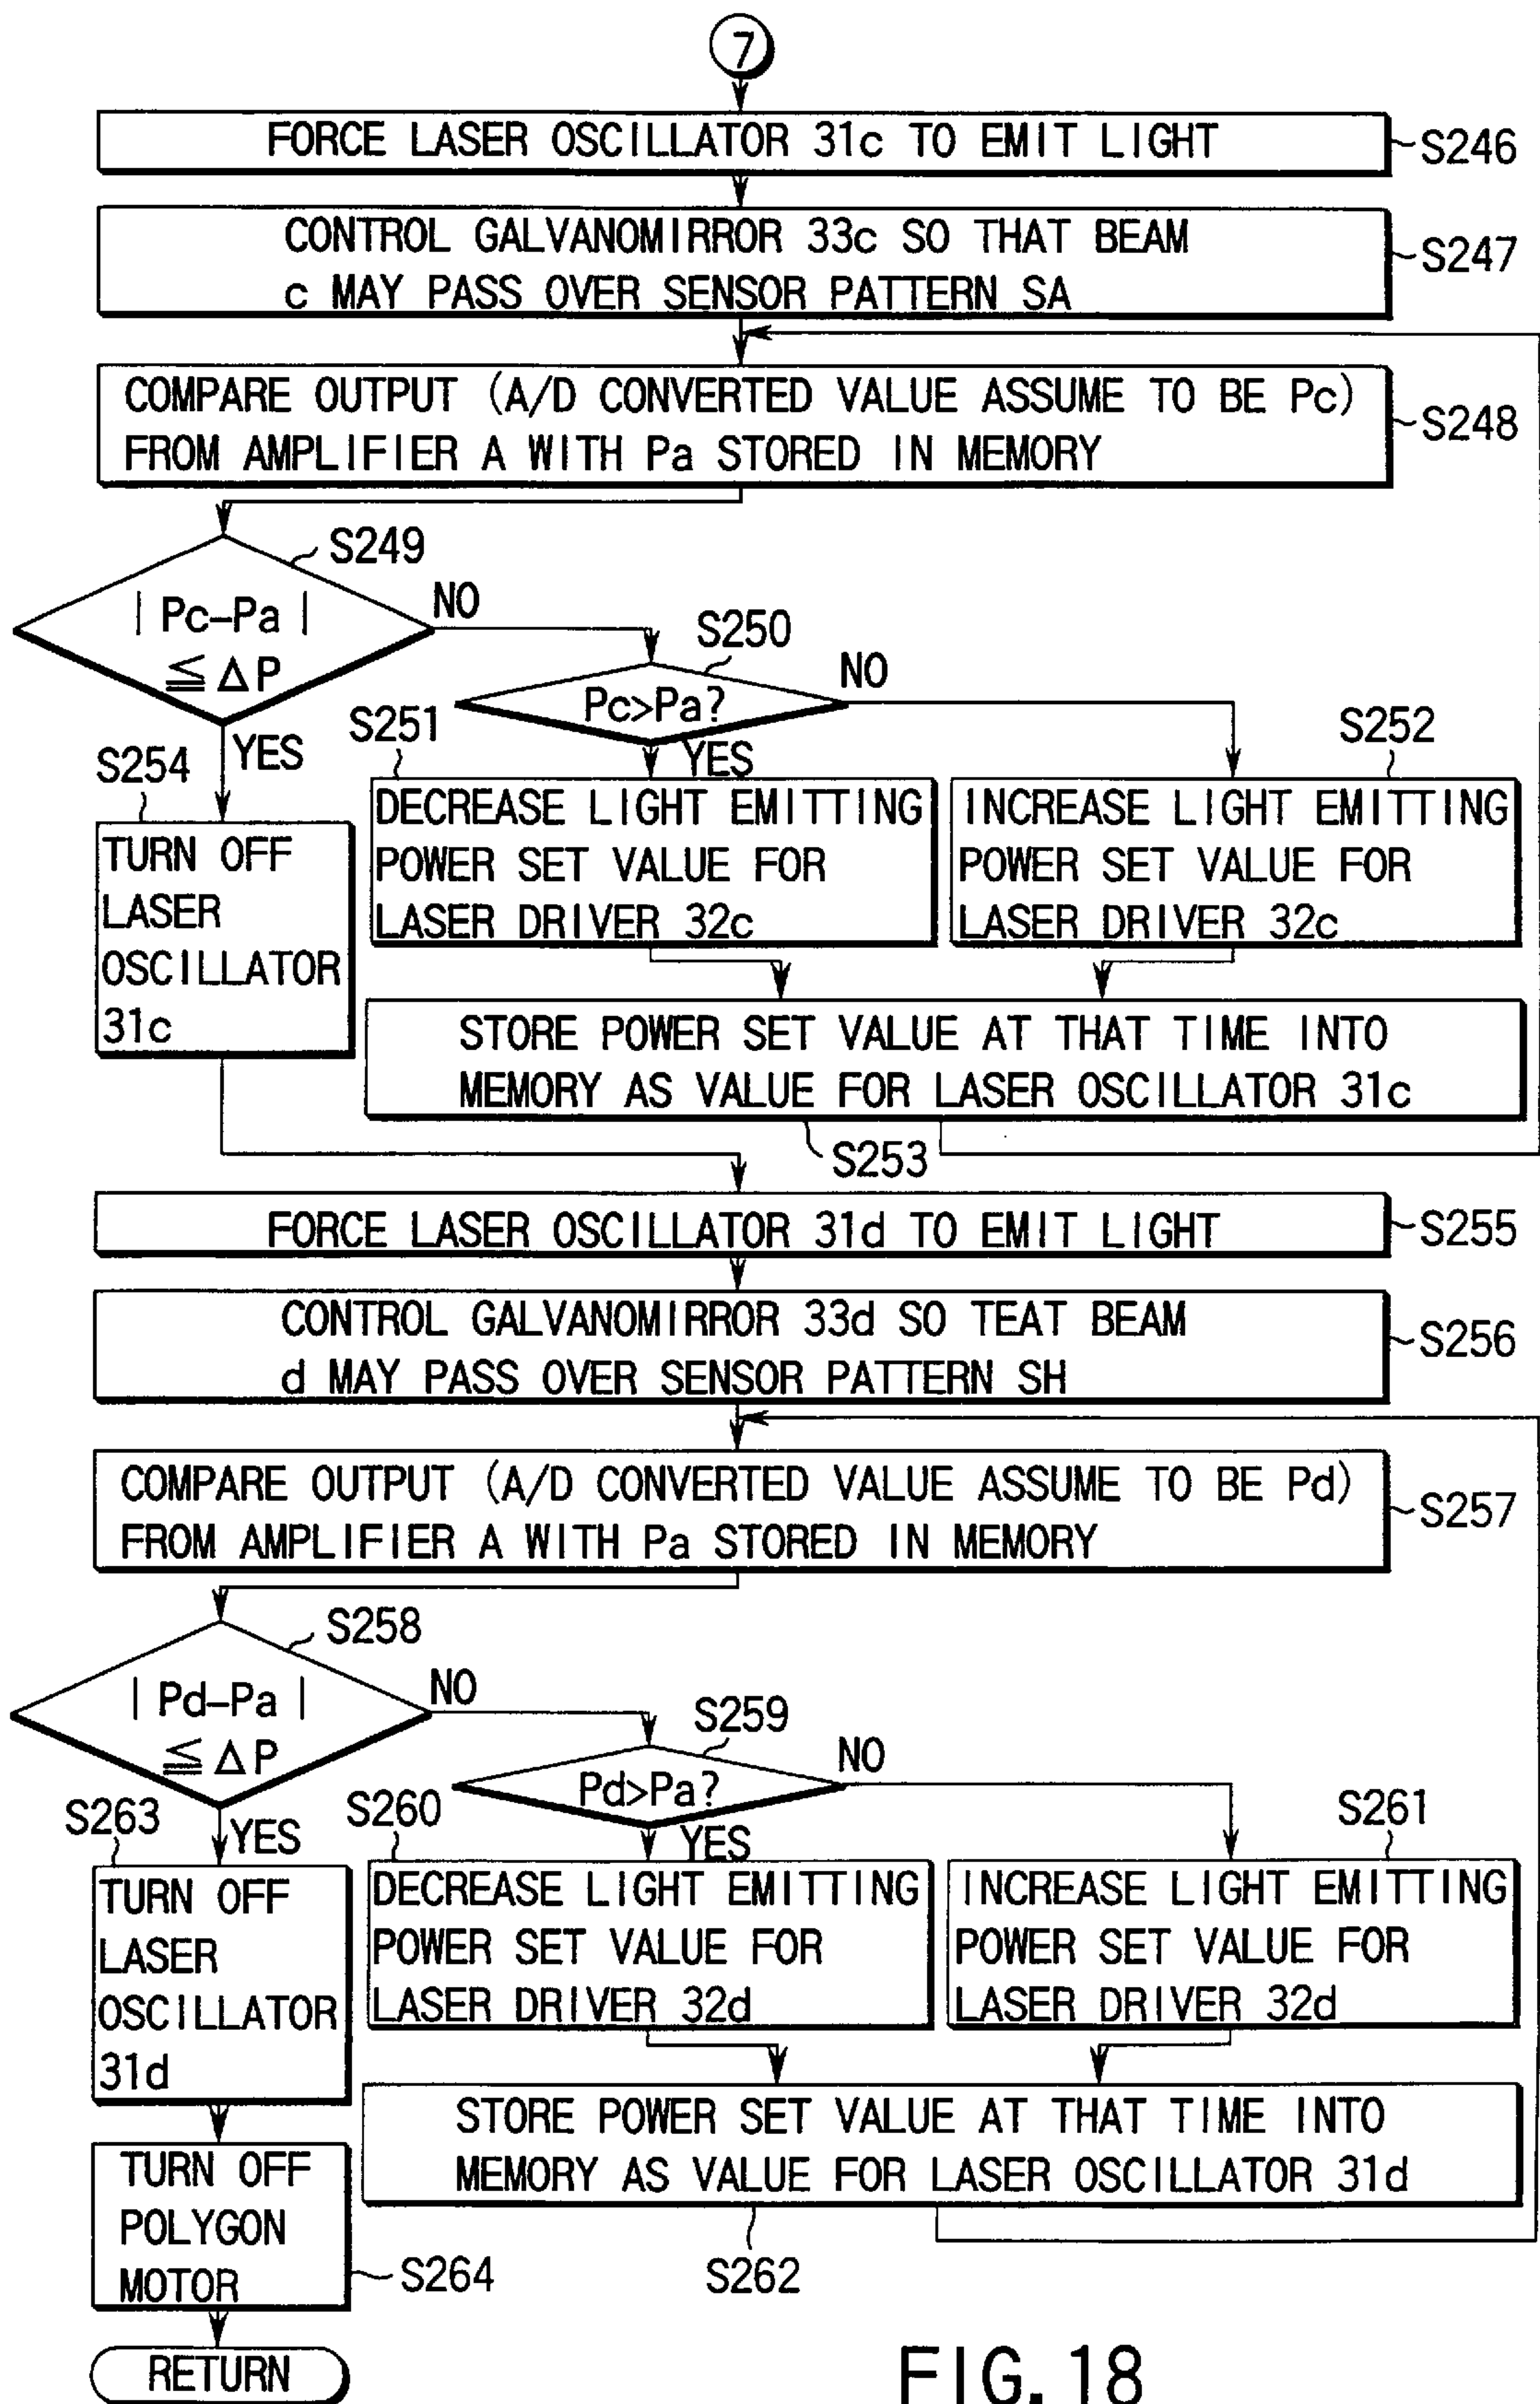 7
FORCE LASER OSCILLATOR 31c TO EMIT LIGHT
S246
CONTROL GALVANOMIRROR 33c SO THAT BEAM
c MAY PASS OVER SENSOR PATTERN SA
S247
COMPARE OUTPUT (A/D CONVERTED VALUE ASSUME TO BE Pc)
FROM AMPLIFIER A WITH Pa STORED IN MEMORY
S248
S249
| Pc-Pa |
≦ ΔP
NO
YES
S250
Pc>Pa?
NO
YES
S251
DECREASE LIGHT EMITTING
POWER SET VALUE FOR
LASER DRIVER 32c
S252
INCREASE LIGHT EMITTING
POWER SET VALUE FOR
LASER DRIVER 32c
S254
TURN OFF
LASER
OSCILLATOR
31c
STORE POWER SET VALUE AT THAT TIME INTO
MEMORY AS VALUE FOR LASER OSCILLATOR 31c
S253
FORCE LASER OSCILLATOR 31d TO EMIT LIGHT
S255
CONTROL GALVANOMIRROR 33d SO TEAT BEAM
d MAY PASS OVER SENSOR PATTERN SH
S256
COMPARE OUTPUT (A/D CONVERTED VALUE ASSUME TO BE Pd)
FROM AMPLIFIER A WITH Pa STORED IN MEMORY
S257
S258
| Pd-Pa |
≦ ΔP
NO
YES
S259
Pd>Pa?
NO
YES
S260
DECREASE LIGHT EMITTING
POWER SET VALUE FOR
LASER DRIVER 32d
S261
INCREASE LIGHT EMITTING
POWER SET VALUE FOR
LASER DRIVER 32d
S263
TURN OFF
LASER
OSCILLATOR
31d
STORE POWER SET VALUE AT THAT TIME INTO
MEMORY AS VALUE FOR LASER OSCILLATOR 31d
S262
TURN OFF
POLYGON
MOTOR
S264
RETURN
FIG. 18